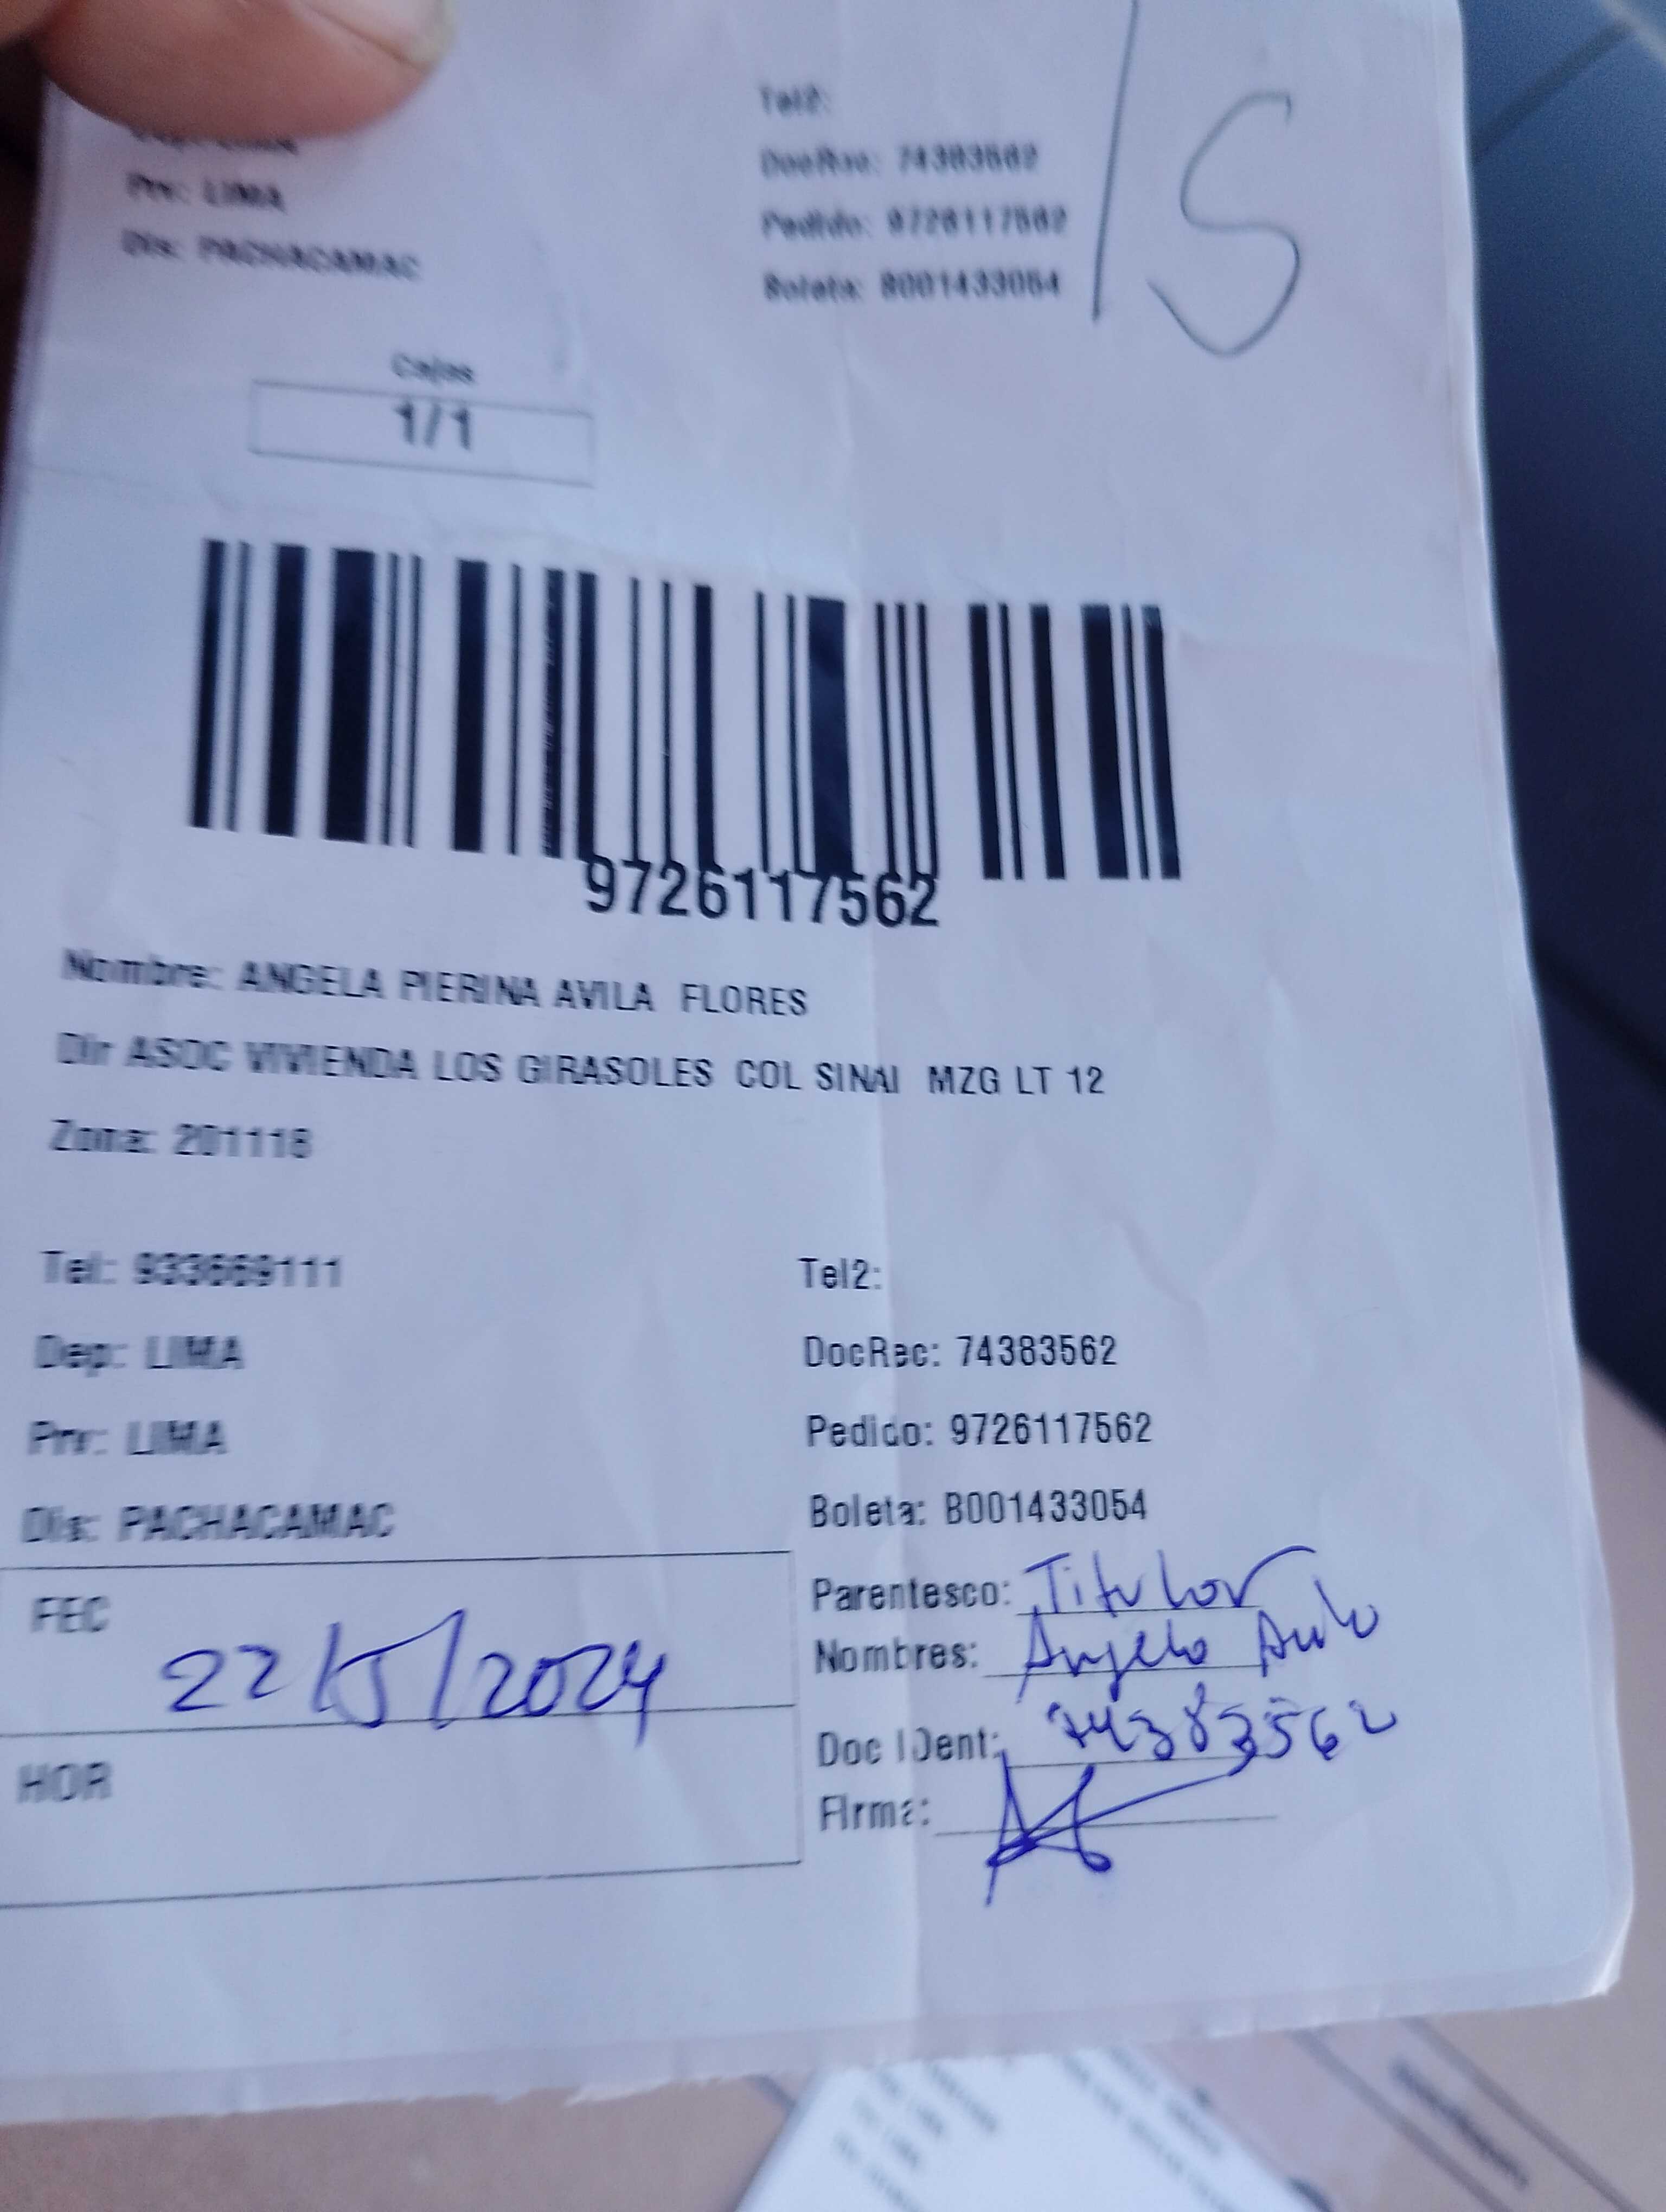 Tel2:
Prv: LIMA
DocRec: 74383562
Dis: PACHACAMAC
Pedido: 9726117562
Boleta: B001433054
15
Cajas
1/1
9726117562
Nombre: ANGELA PIERINA AVILA FLORES
Dir ASOC VIVIENDA LOS GIRASOLES COL SINAI MZG LT 12
Zona: 201118
Tel: 933669111
Tel2:
Dep: LIMA
DocRec: 74383562
Prv: LIMA
Pedido: 9726117562
Dis: PACHACAMAC
Boleta: B001433054
FEC
22/5/2024
HOR
Parentesco: Titular
Nombres: Angela Avila
Doc IDent: 74383562
Firma: